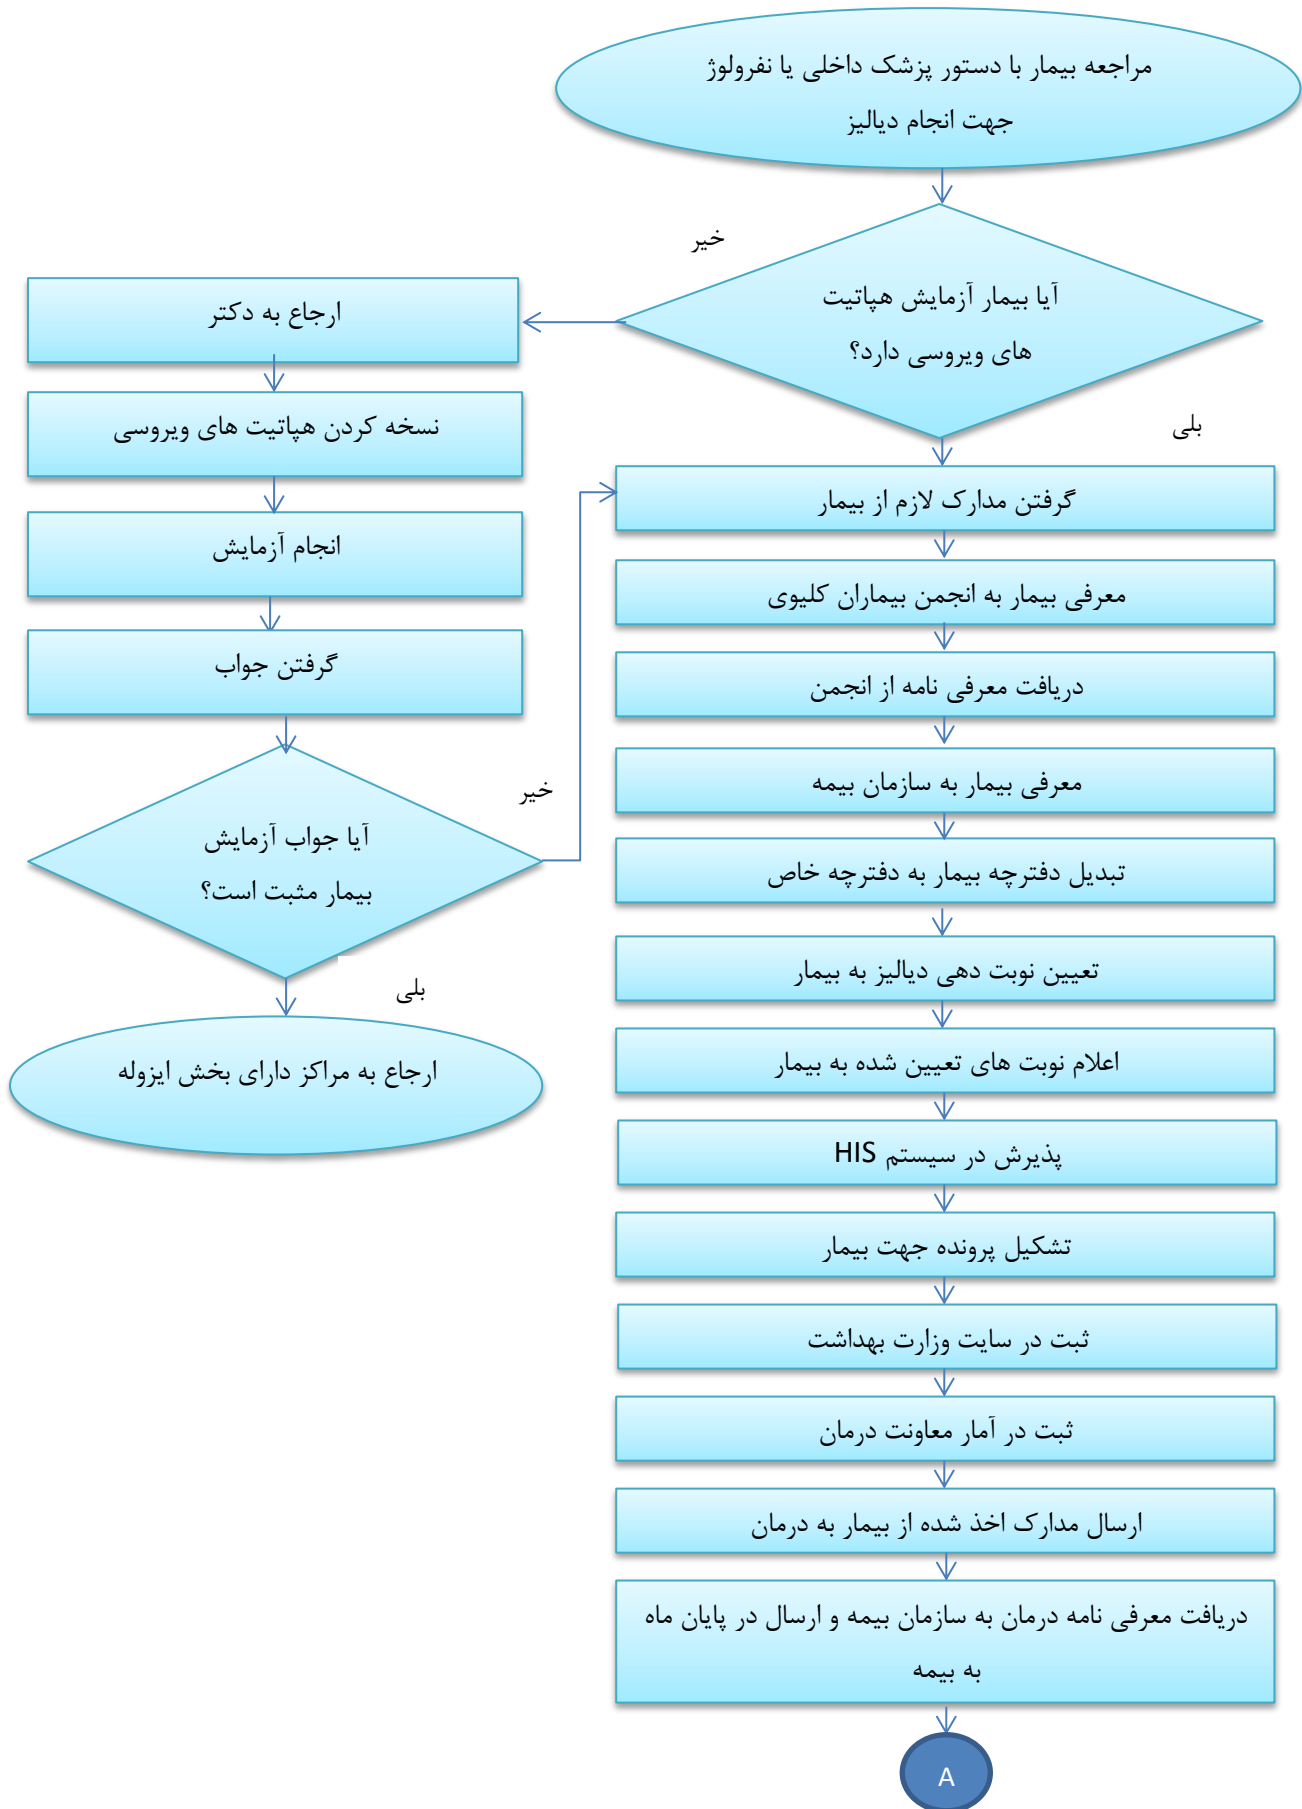 مراجعه بیمار با دستور پزشک داخلی یا نفرولوژ
جهت انجام دیالیز
خیر
آیا بیمار آزمایش هپاتیت
های ویروسی دارد؟
بلی
ارجاع به دکتر
نسخه کردن هپاتیت های ویروسی
انجام آزمایش
گرفتن جواب
خیر
آیا جواب آزمایش
بیمار مثبت است؟
بلی
ارجاع به مراکز دارای بخش ایزوله
گرفتن مدارک لازم از بیمار
معرفی بیمار به انجمن بیماران کلیوی
دریافت معرفی نامه از انجمن
معرفی بیمار به سازمان بیمه
تبدیل دفترچه بیمار به دفترچه خاص
تعیین نوبت دهی دیالیز به بیمار
اعلام نوبت های تعیین شده به بیمار
پذیرش در سیستم HIS
تشکیل پرونده جهت بیمار
ثبت در سایت وزارت بهداشت
ثبت در آمار معاونت درمان
ارسال مدارک اخذ شده از بیمار به درمان
دریافت معرفی نامه درمان به سازمان بیمه و ارسال در پایان ماه
به بیمه
A